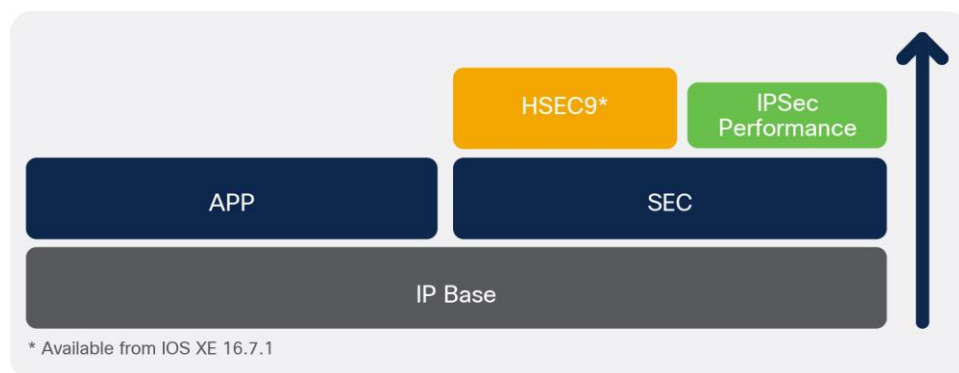 HSEC9*
IPSec
Performance
APP
SEC
IP Base
* Available from IOS XE 16.7.1